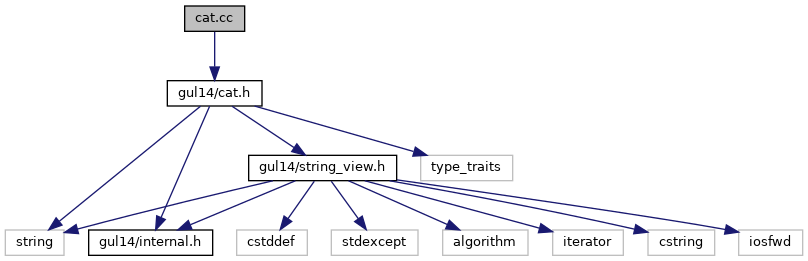 cat.cc
gul14/cat.h
gul14/string_view.h
type_traits
string
gul14/internal.h
cstddef
stdexcept
algorithm
iterator
cstring
iosfwd